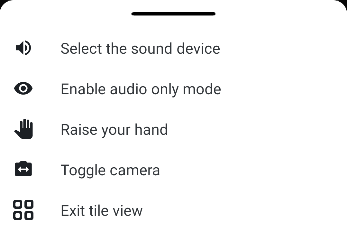 Select the sound device
Enable audio only mode
Raise your hand
Toggle camera
Exit tile view